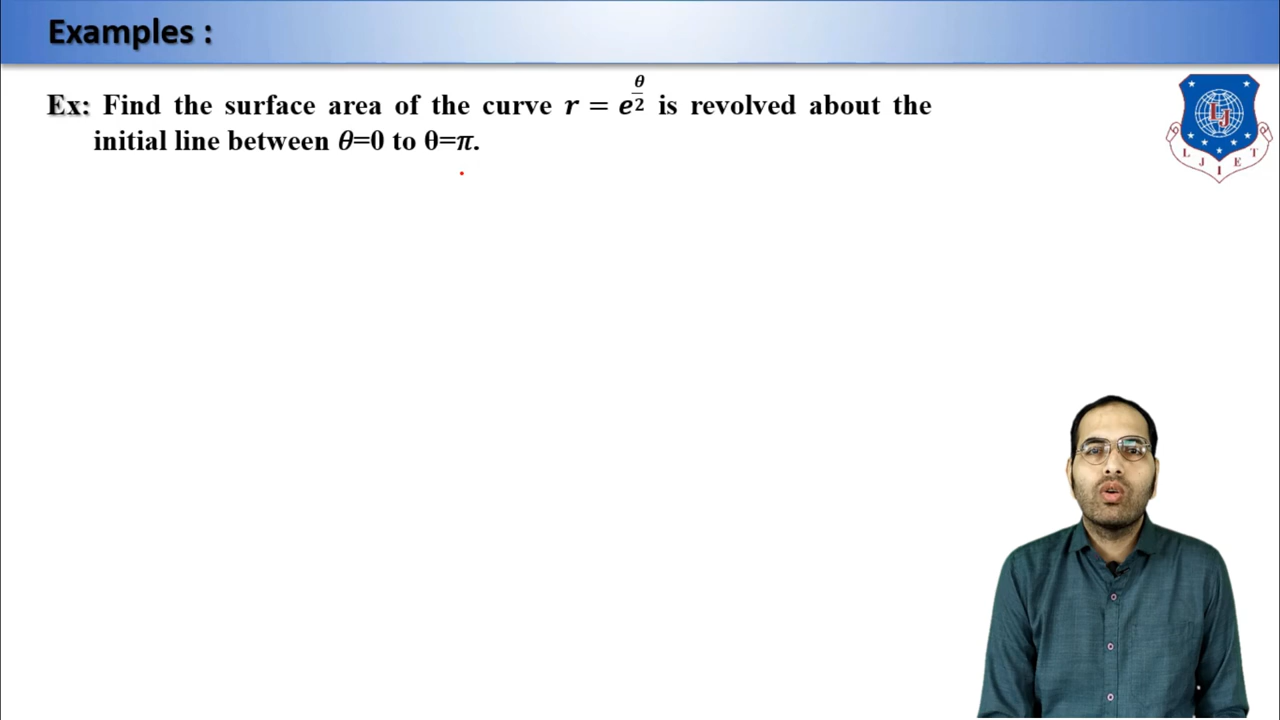 Examples :
Ex: Find the surface area of the curve r = e^{θ/2} is revolved about the
initial line between θ=0 to θ=π.
LJ
L J I E T